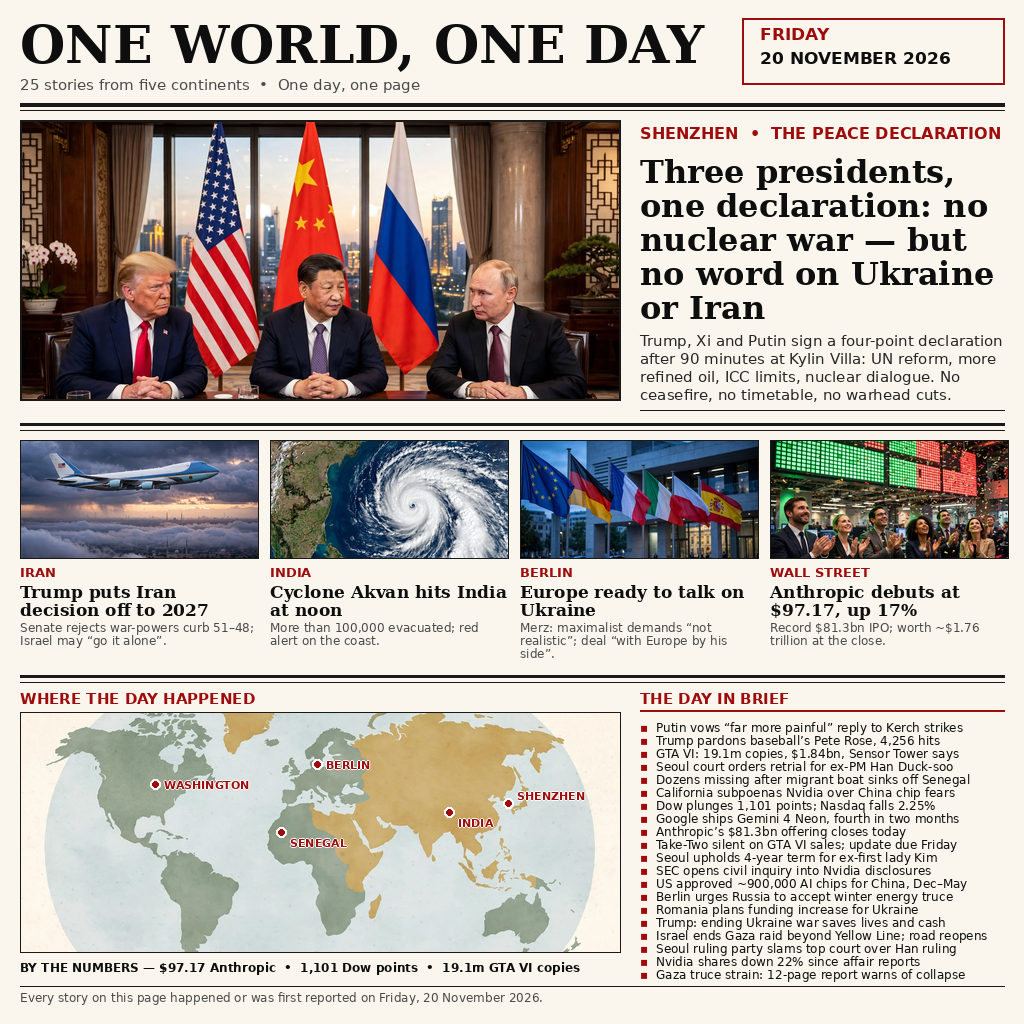 ONE WORLD, ONE DAY
25 stories from five continents • One day, one page
FRIDAY
20 NOVEMBER 2026
SHENZHEN • THE PEACE DECLARATION
Three presidents,
one declaration: no
nuclear war — but
no word on Ukraine
or Iran
Trump, Xi and Putin sign a four-point declaration
after 90 minutes at Kylin Villa: UN reform, more
refined oil, ICC limits, nuclear dialogue. No
ceasefire, no timetable, no warhead cuts.
IRAN
Trump puts Iran
decision off to 2027
Senate rejects war-powers curb 51–48;
Israel may “go it alone”.
INDIA
Cyclone Akvan hits India
at noon
More than 100,000 evacuated; red
alert on the coast.
BERLIN
Europe ready to talk on
Ukraine
Merz: maximalist demands “not
realistic”; deal “with Europe by his
side”.
WALL STREET
Anthropic debuts at
$97.17, up 17%
Record $81.3bn IPO; worth ~$1.76
trillion at the close.
WHERE THE DAY HAPPENED
WASHINGTON
BERLIN
SHENZHEN
INDIA
SENEGAL
BY THE NUMBERS — $97.17 Anthropic • 1,101 Dow points • 19.1m GTA VI copies
THE DAY IN BRIEF
Putin vows “far more painful” reply to Kerch strikes
Trump pardons baseball’s Pete Rose, 4,256 hits
GTA VI: 19.1m copies, $1.84bn, Sensor Tower says
Seoul court orders retrial for ex-PM Han Duck-soo
Dozens missing after migrant boat sinks off Senegal
California subpoenas Nvidia over China chip fears
Dow plunges 1,101 points; Nasdaq falls 2.25%
Google ships Gemini 4 Neon, fourth in two months
Anthropic’s $81.3bn offering closes today
Take-Two silent on GTA VI sales; update due Friday
Seoul upholds 4-year term for ex-first lady Kim
SEC opens civil inquiry into Nvidia disclosures
US approved ~900,000 AI chips for China, Dec–May
Berlin urges Russia to accept winter energy truce
Romania plans funding increase for Ukraine
Trump: ending Ukraine war saves lives and cash
Israel ends Gaza raid beyond Yellow Line; road reopens
Seoul ruling party slams top court over Han ruling
Nvidia shares down 22% since affair reports
Gaza truce strain: 12-page report warns of collapse
Every story on this page happened or was first reported on Friday, 20 November 2026.